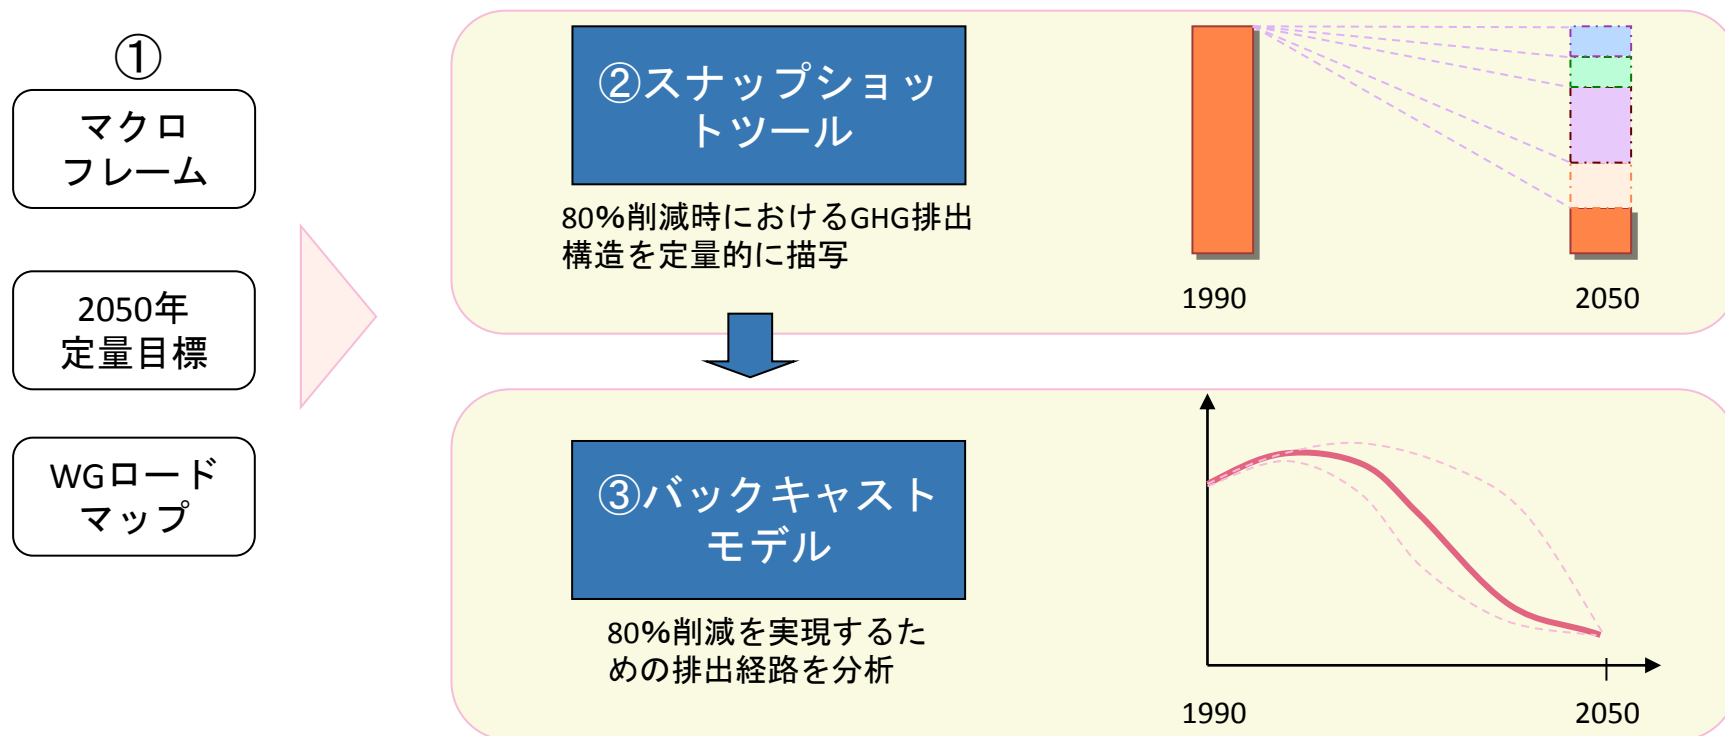 ①
マクロ
フレーム
2050年
定量目標
WGロード
マップ
②スナップショッ
トツール
80%削減時におけるGHG排出
構造を定量的に描写
1990
2050
③バックキャスト
モデル
80%削減を実現するた
めの排出経路を分析
1990
2050